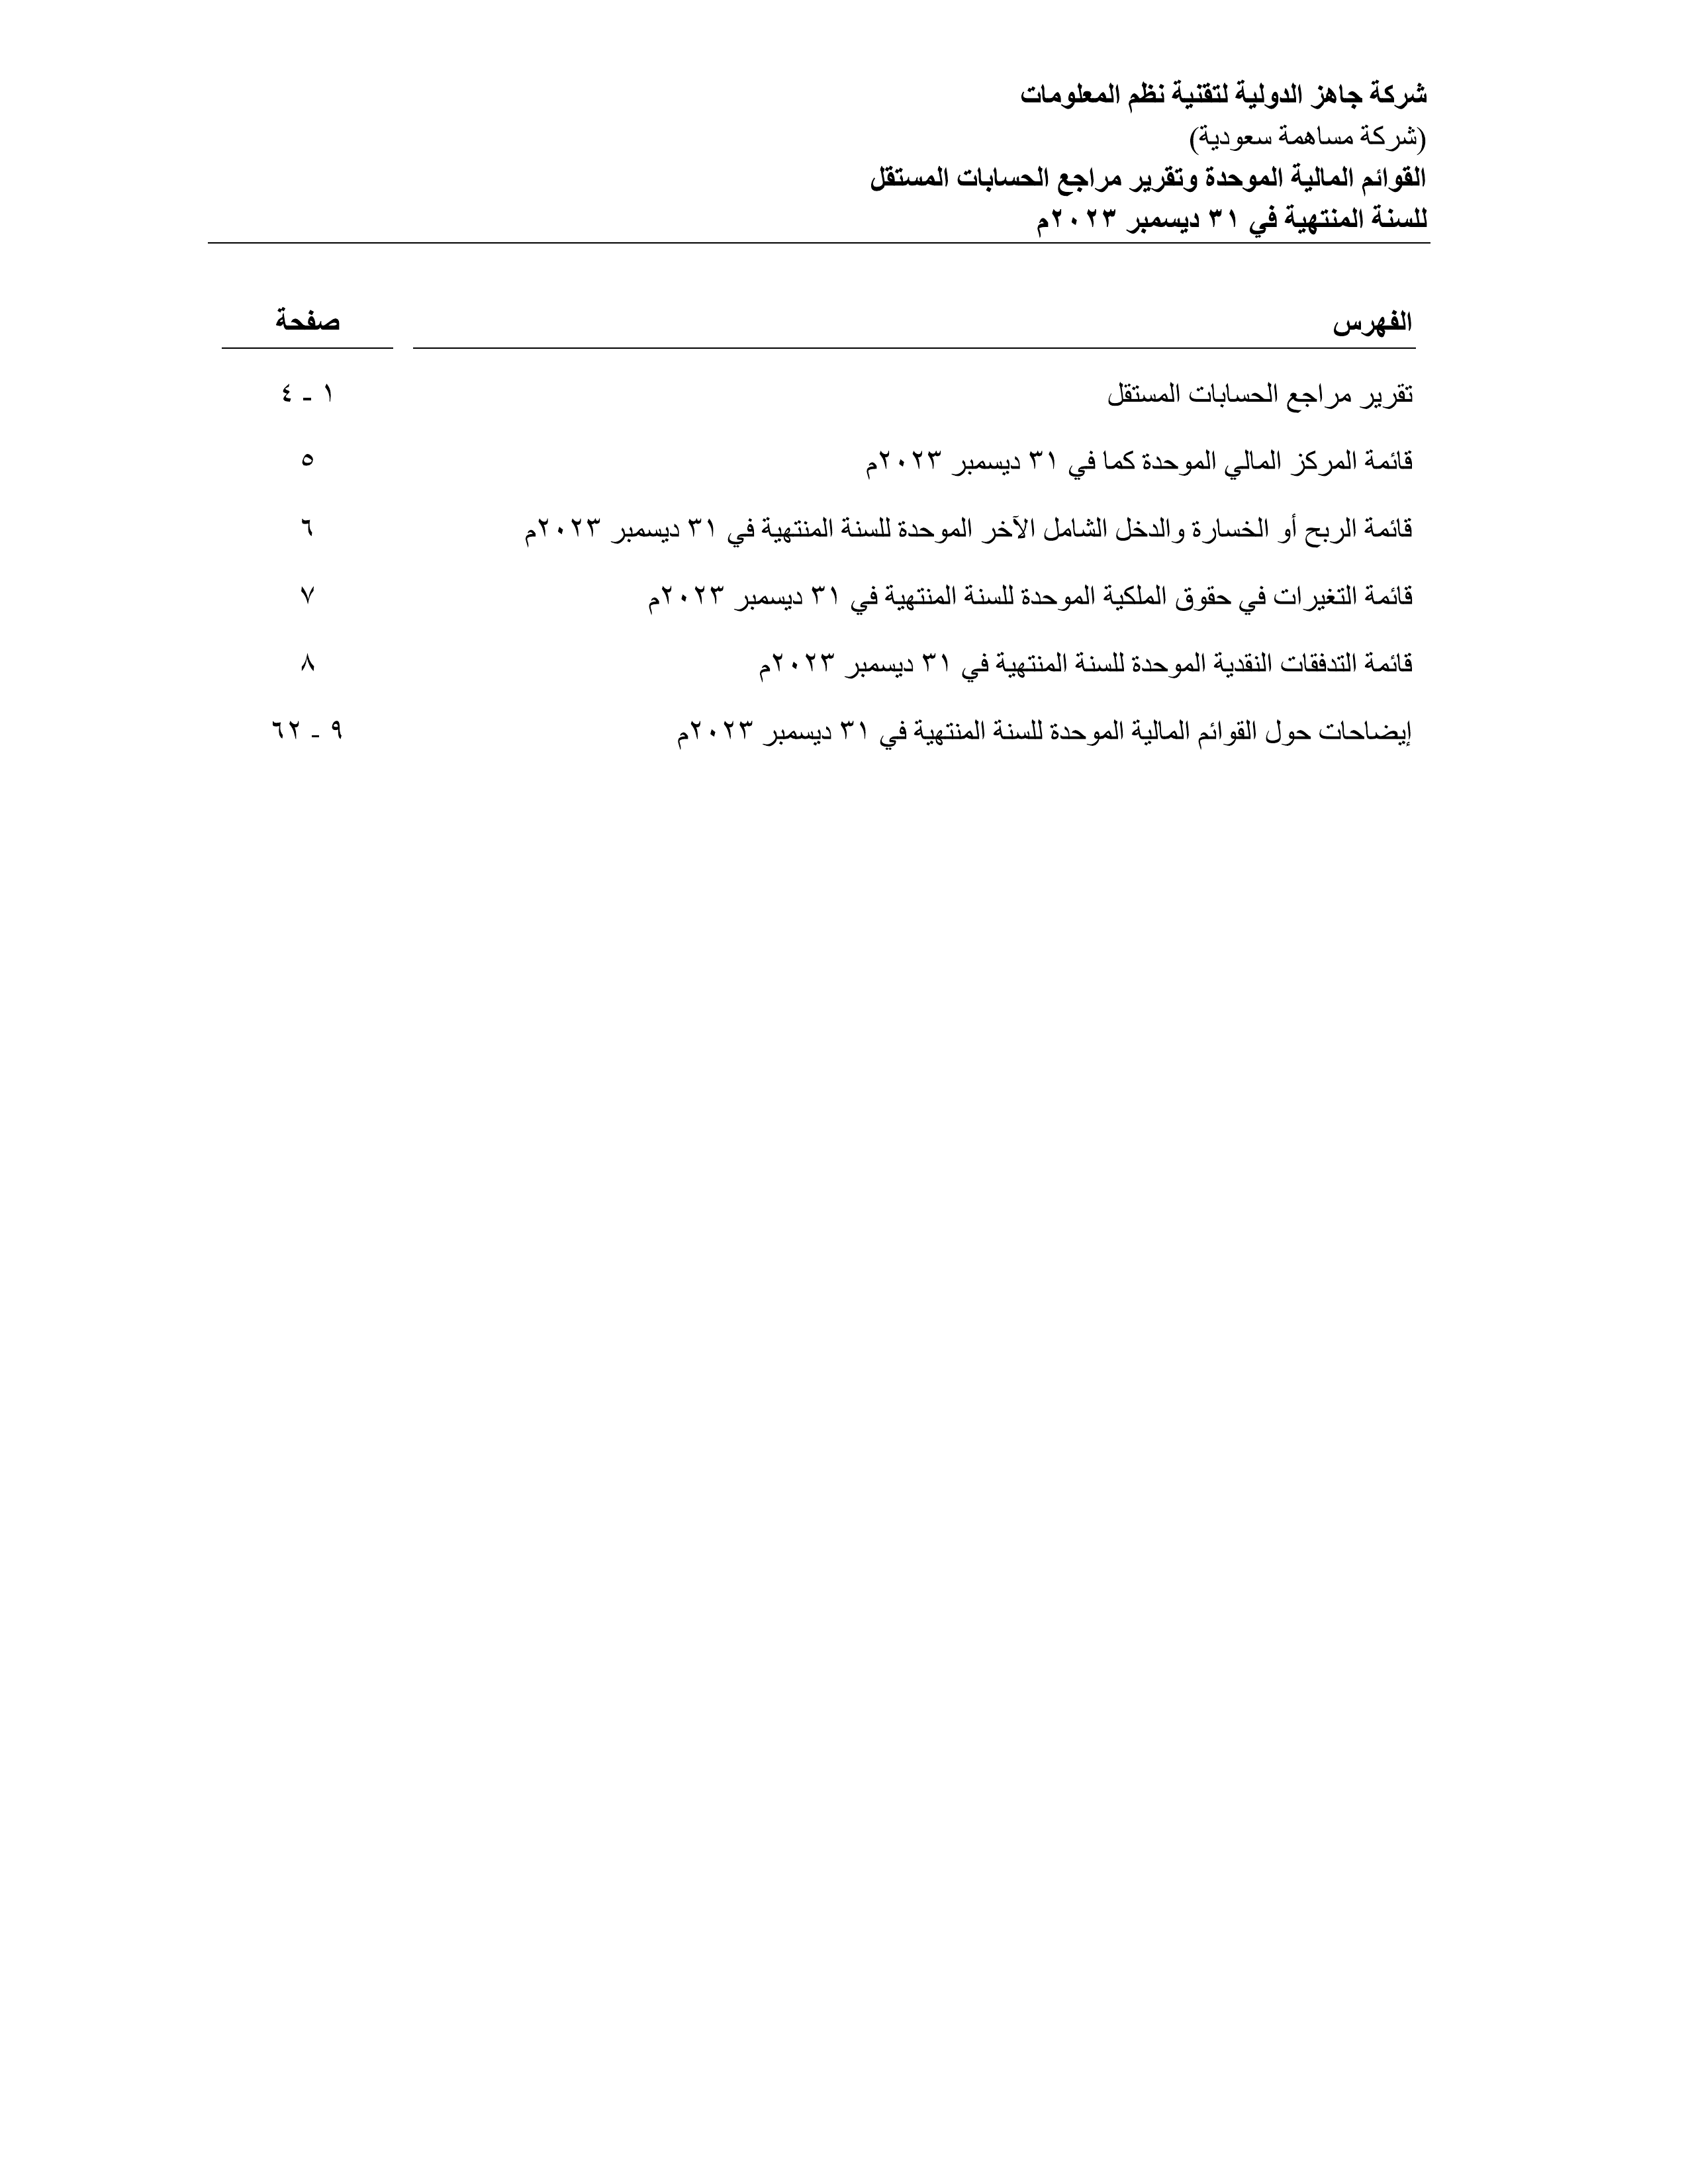 شركة جاهز الدولية لتقنية نظم المعلومات
(شركة مساهمة سعودية)
القوائم المالية الموحدة وتقرير مراجع الحسابات المستقل
للسنة المنتهية في ٣١ ديسمبر ٢٠٢٣م
الفهرس صفحة
تقرير مراجع الحسابات المستقل ١ - ٤
قائمة المركز المالي الموحدة كما في ٣١ ديسمبر ٢٠٢٣م ٥
قائمة الربح أو الخسارة والدخل الشامل الآخر الموحدة للسنة المنتهية في ٣١ ديسمبر ٢٠٢٣م ٦
قائمة التغيرات في حقوق الملكية الموحدة للسنة المنتهية في ٣١ ديسمبر ٢٠٢٣م ٧
قائمة التدفقات النقدية الموحدة للسنة المنتهية في ٣١ ديسمبر ٢٠٢٣م ٨
إيضاحات حول القوائم المالية الموحدة للسنة المنتهية في ٣١ ديسمبر ٢٠٢٣م ٩ - ٦٢